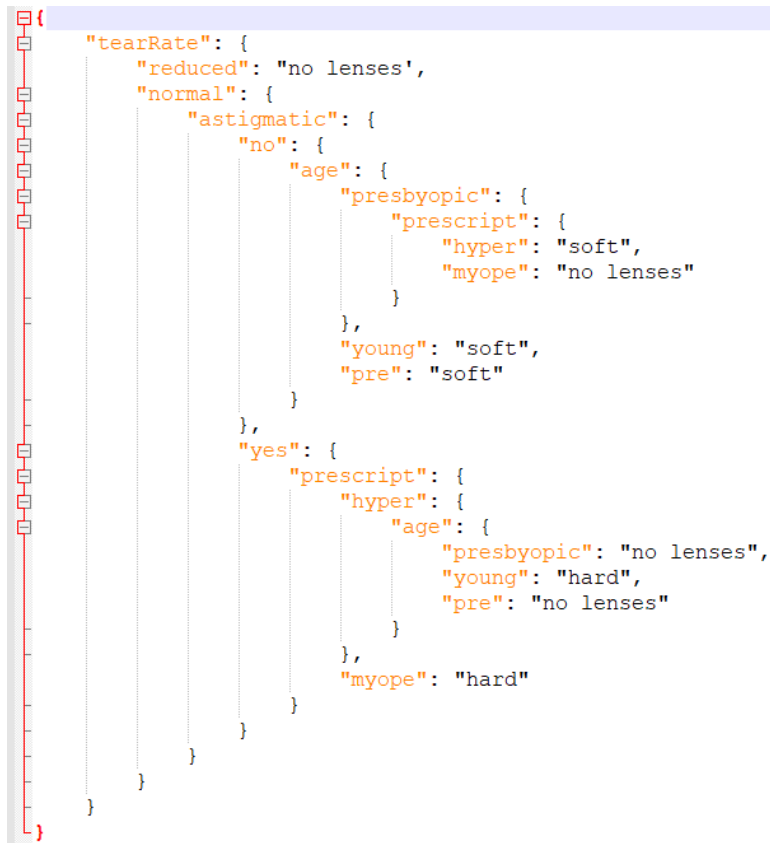 {
    "tearRate": {
        "reduced": "no lenses',
        "normal": {
            "astigmatic": {
                "no": {
                    "age": {
                        "presbyopic": {
                            "prescript": {
                                "hyper": "soft",
                                "myope": "no lenses"
                            }
                        },
                        "young": "soft",
                        "pre": "soft"
                    }
                },
                "yes": {
                    "prescript": {
                        "hyper": {
                            "age": {
                                "presbyopic": "no lenses",
                                "young": "hard",
                                "pre": "no lenses"
                            }
                        },
                        "myope": "hard"
                    }
                }
            }
        }
    }
}